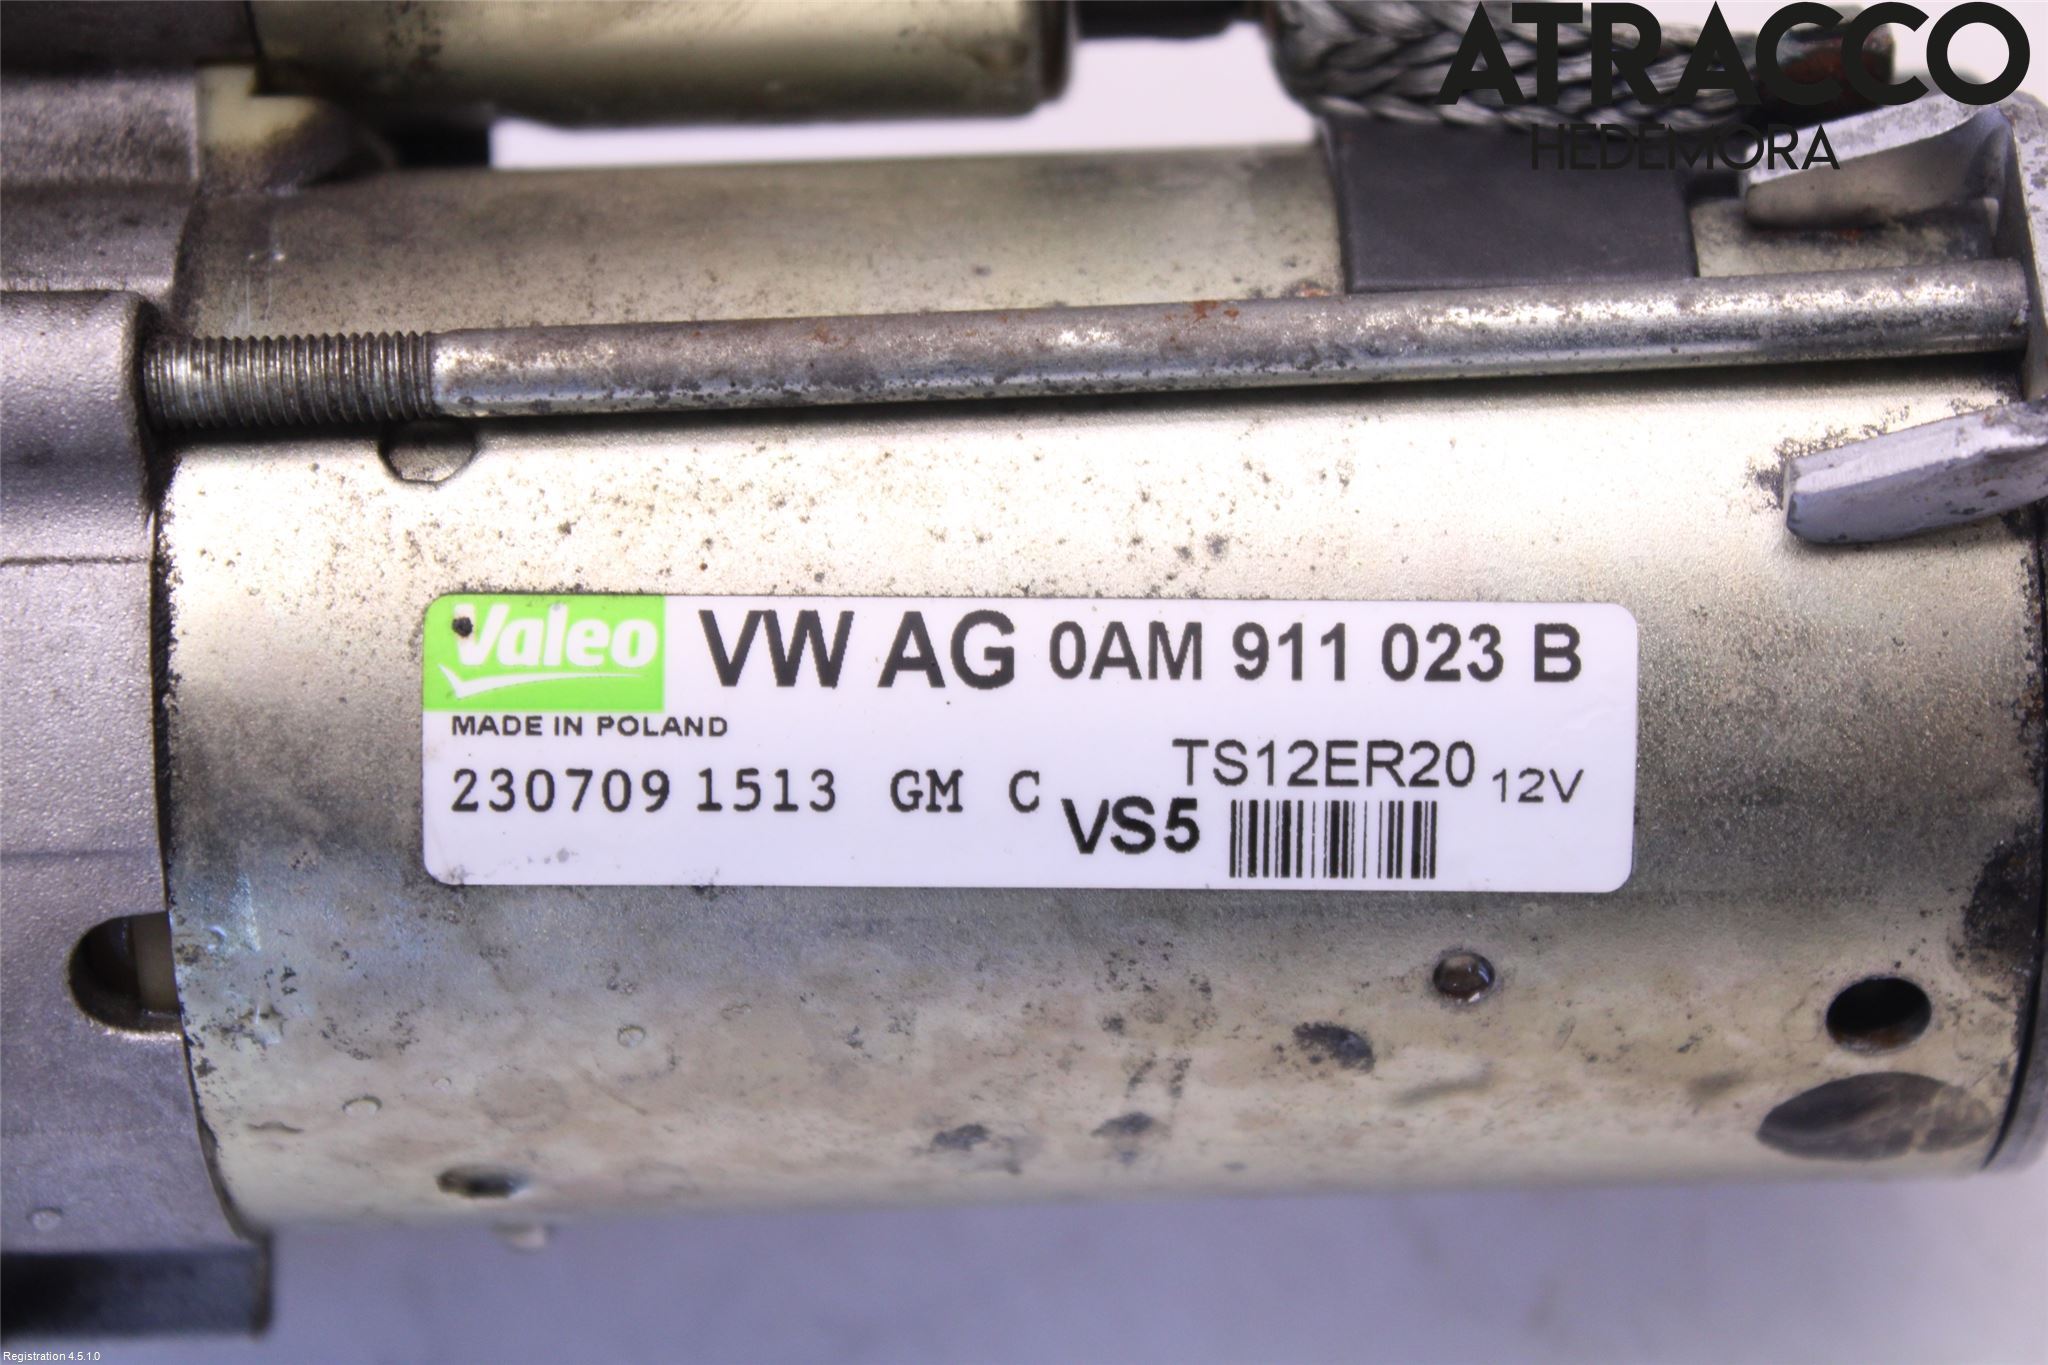 ATRACCO
HEDEMORA
Valeo VW AG 0AM 911 023 B
MADE IN POLAND
TS12ER20 12V
230709 1513 GM C
VS5
Registration 4.5.1.0